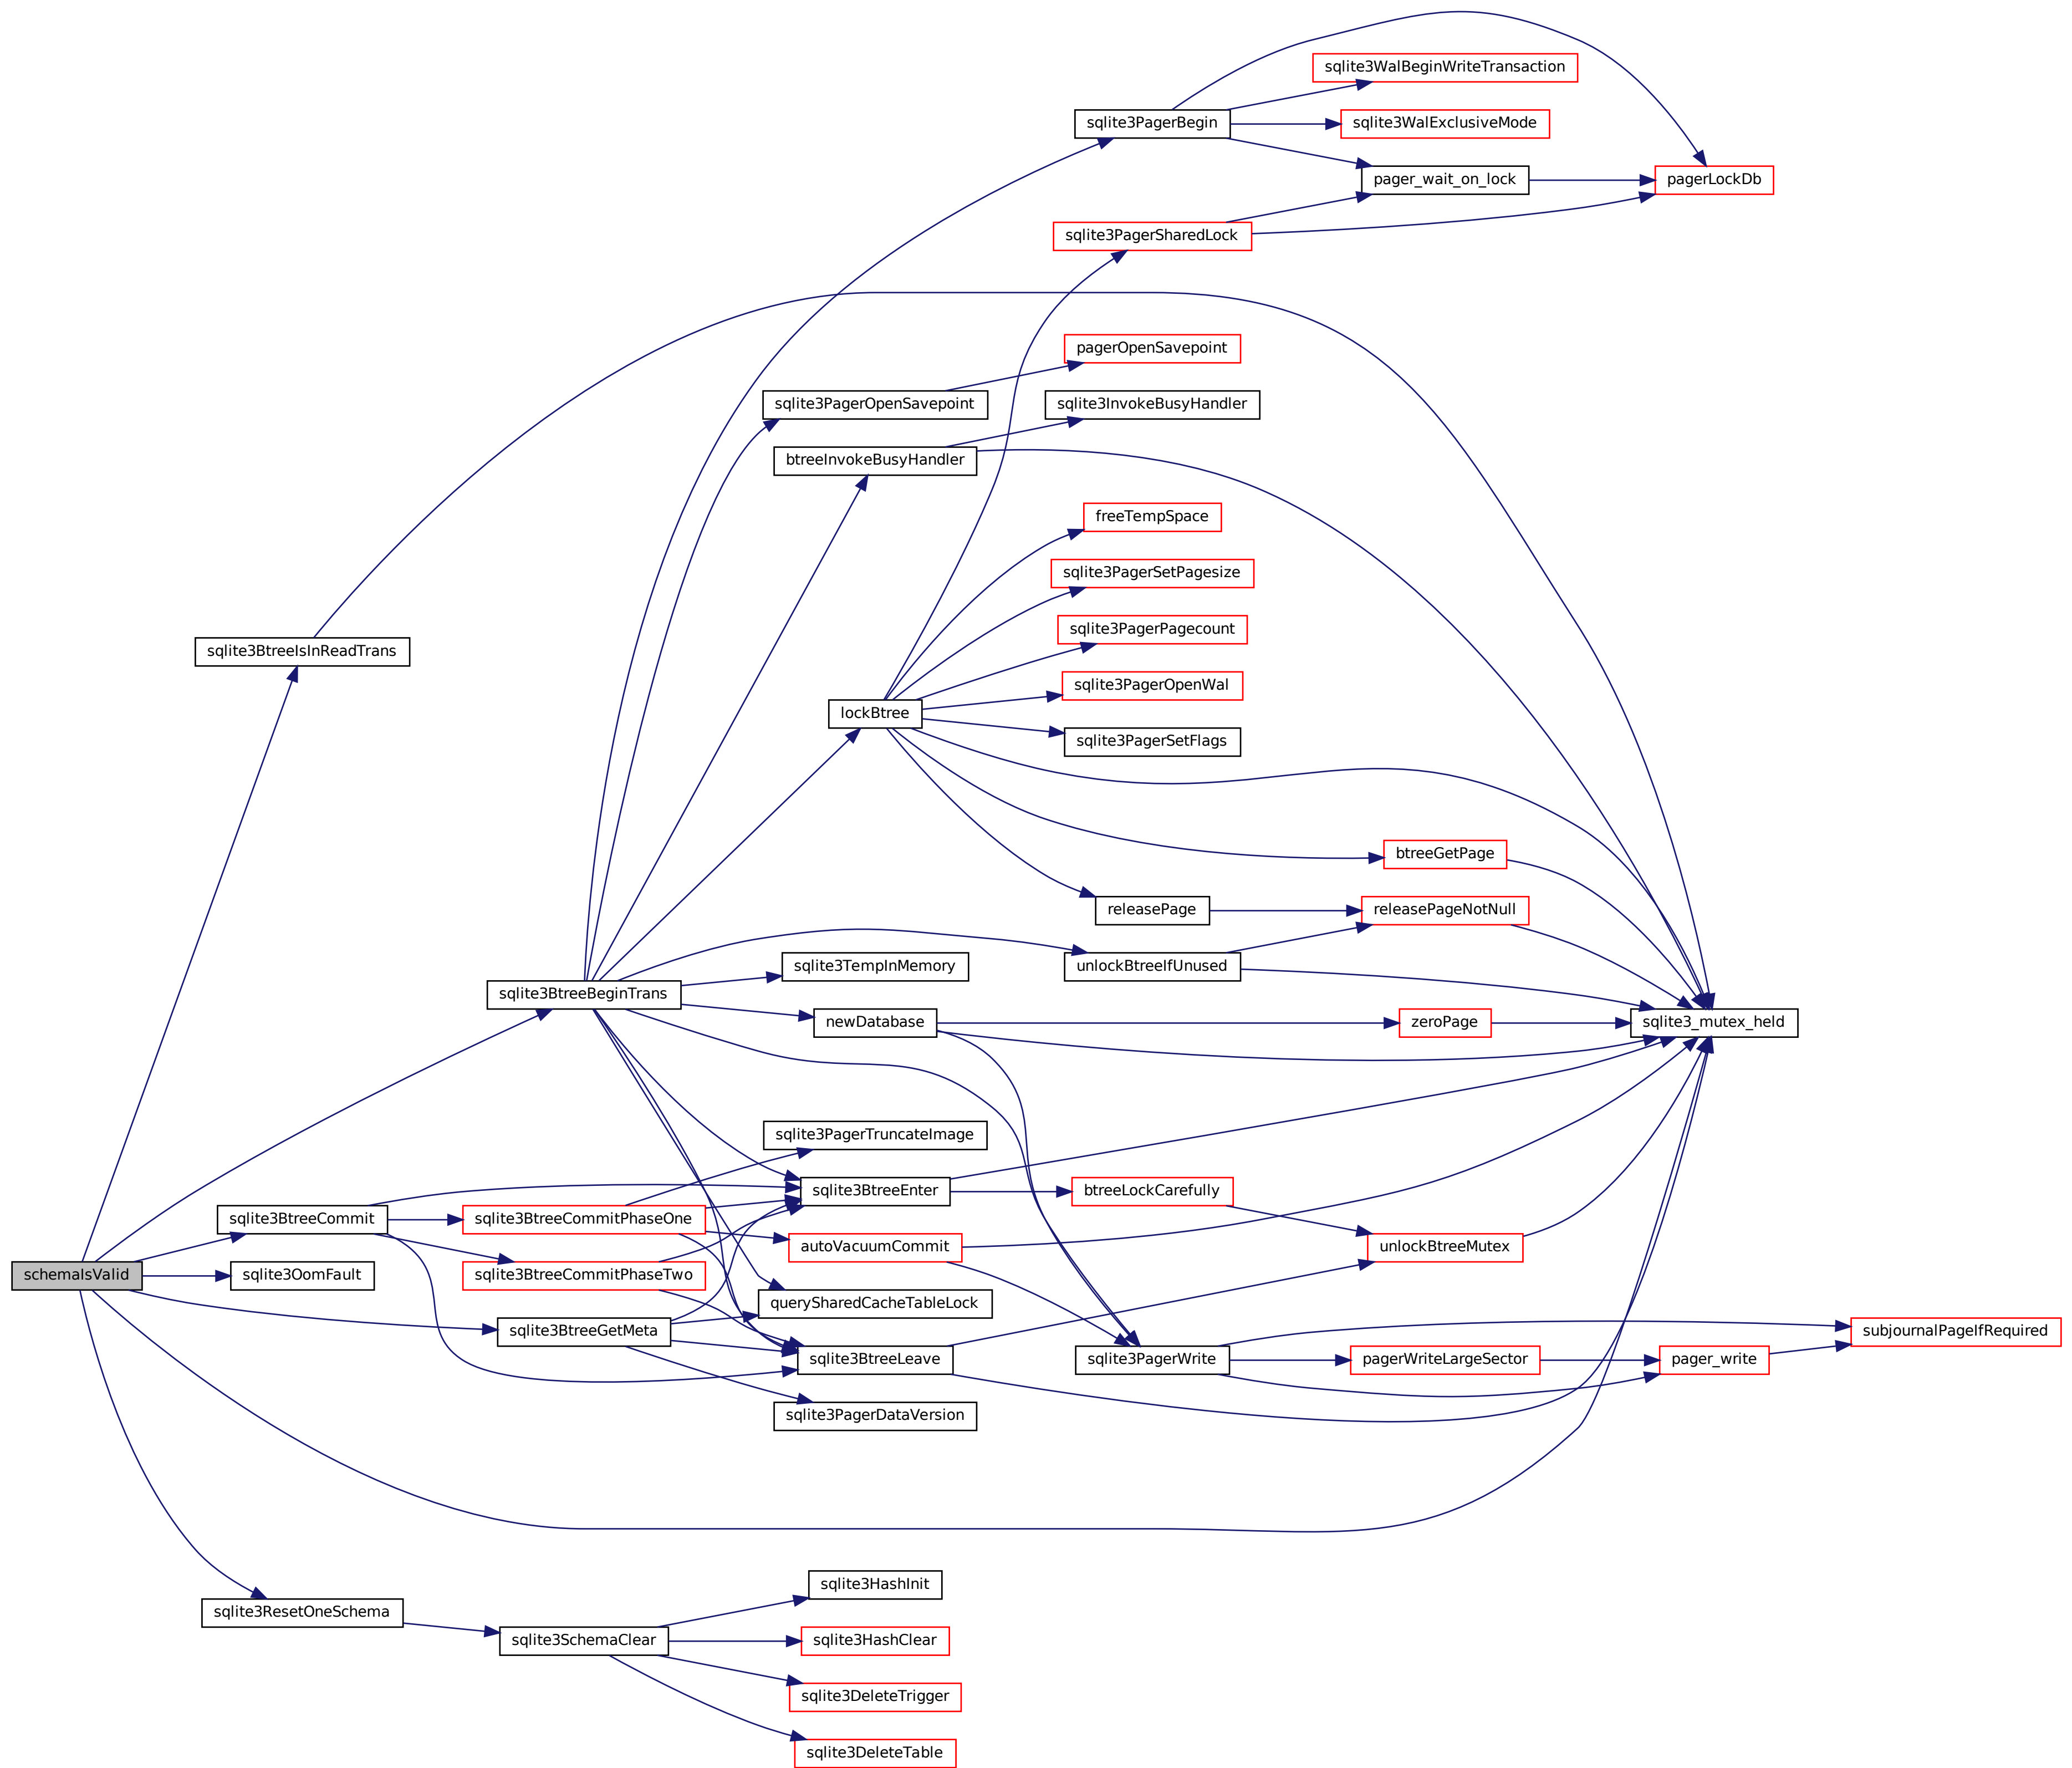 sqlite3WalBeginWriteTransaction
sqlite3PagerBegin
sqlite3WalExclusiveMode
pager_wait_on_lock
pagerLockDb
sqlite3PagerSharedLock
pagerOpenSavepoint
sqlite3PagerOpenSavepoint
sqlite3InvokeBusyHandler
btreeInvokeBusyHandler
freeTempSpace
sqlite3PagerSetPagesize
sqlite3PagerPagecount
sqlite3BtreeIsInReadTrans
sqlite3PagerOpenWal
lockBtree
sqlite3PagerSetFlags
btreeGetPage
releasePage
releasePageNotNull
sqlite3TempInMemory
unlockBtreeIfUnused
sqlite3BtreeBeginTrans
newDatabase
zeroPage
sqlite3_mutex_held
sqlite3PagerTruncateImage
sqlite3BtreeEnter
btreeLockCarefully
sqlite3BtreeCommit
sqlite3BtreeCommitPhaseOne
autoVacuumCommit
unlockBtreeMutex
schemaIsValid
sqlite3OomFault
sqlite3BtreeCommitPhaseTwo
querySharedCacheTableLock
sqlite3BtreeGetMeta
subjournalPageIfRequired
sqlite3BtreeLeave
sqlite3PagerWrite
pagerWriteLargeSector
pager_write
sqlite3PagerDataVersion
sqlite3HashInit
sqlite3ResetOneSchema
sqlite3SchemaClear
sqlite3HashClear
sqlite3DeleteTrigger
sqlite3DeleteTable